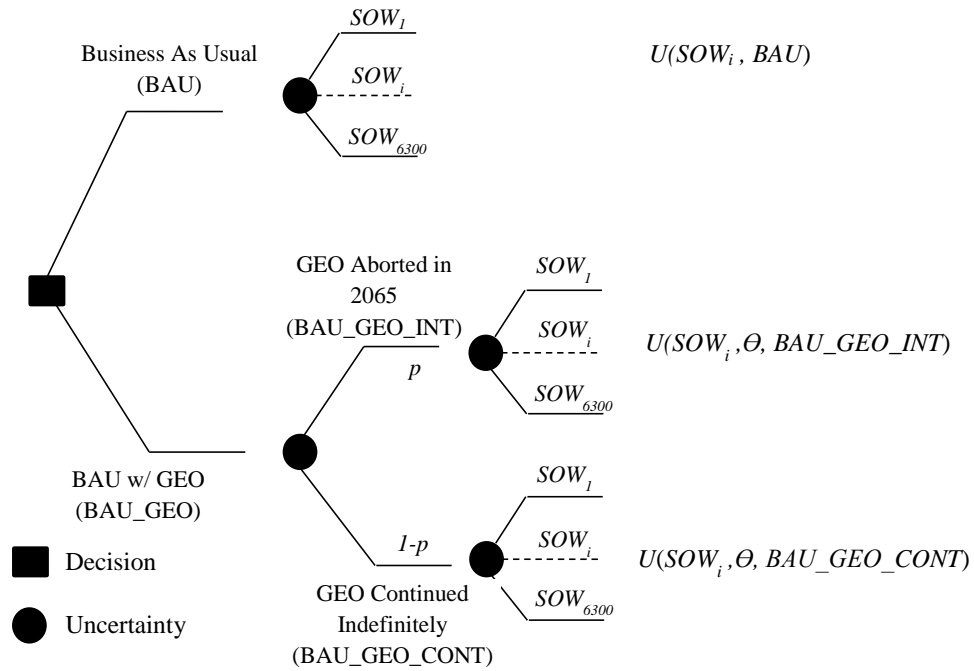 Business As Usual
(BAU)
SOW₁
SOWᵢ
SOW₆₃₀₀
U(SOWᵢ , BAU)
GEO Aborted in
2065
(BAU_GEO_INT)
p
SOW₁
SOWᵢ
SOW₆₃₀₀
U(SOWᵢ ,Θ, BAU_GEO_INT)
BAU w/ GEO
(BAU_GEO)
1-p
GEO Continued
Indefinitely
(BAU_GEO_CONT)
SOW₁
SOWᵢ
SOW₆₃₀₀
U(SOWᵢ ,Θ, BAU_GEO_CONT)
Decision
Uncertainty